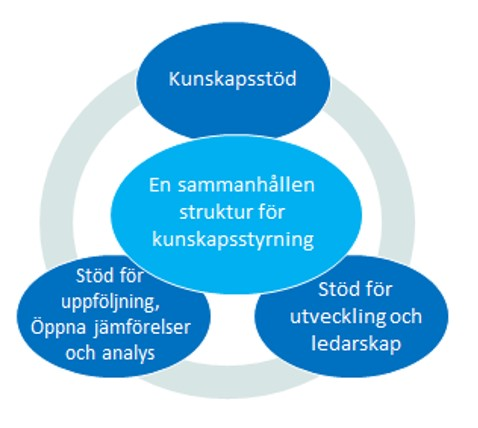 Kunskapsstöd
En sammanhållen
struktur för
kunskapsstyrning
Stöd för
uppföljning,
Öppna jämförelser
och analys
Stöd för
utveckling och
ledarskap